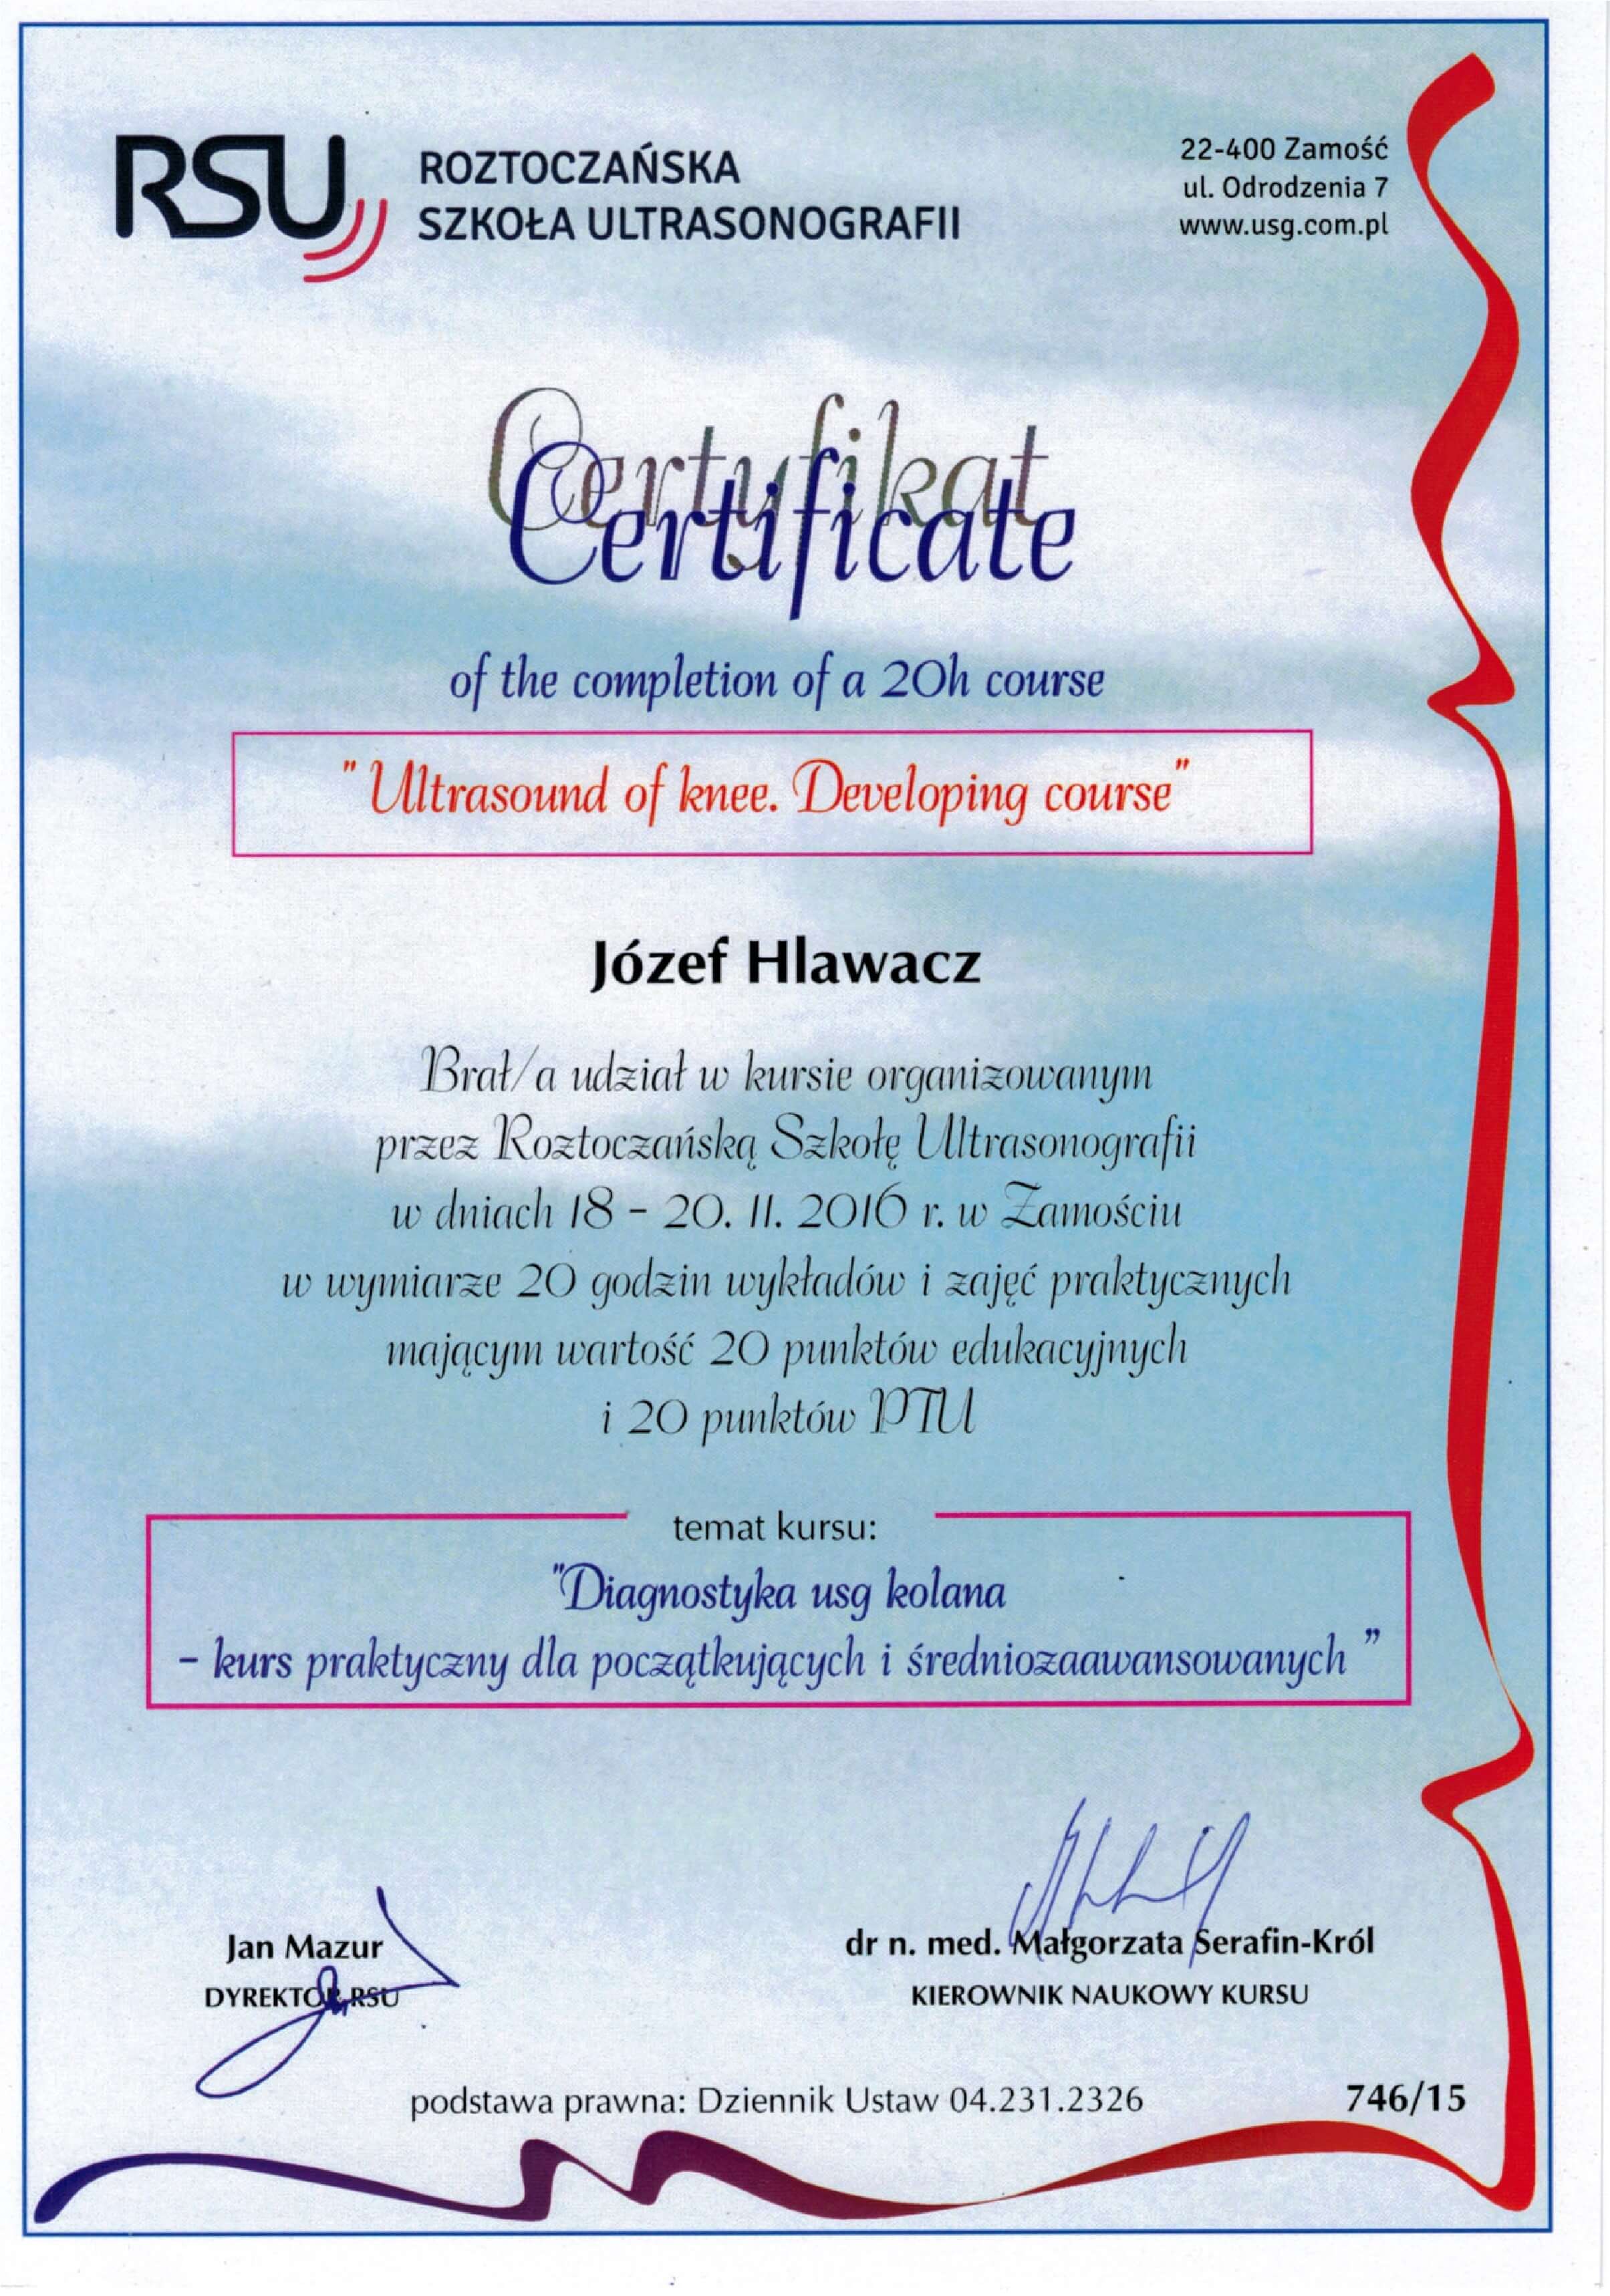 RSU
ROZTOCZAŃSKA
SZKOŁA ULTRASONOGRAFII
22-400 Zamość
ul. Odrodzenia 7
www.usg.com.pl
Certyfikat
Certificate
of the completion of a 20h course
"Ultrasound of knee. Developing course"
Józef Hlawacz
Brał/a udział w kursie organizowanym
przez Roztoczańską Szkołę Ultrasonografii
w dniach 18 - 20. 11. 2016 r. w Zamościu
w wymiarze 20 godzin wykładów i zajęć praktycznych
mającym wartość 20 punktów edukacyjnych
i 20 punktów PTU
temat kursu:
"Diagnostyka usg kolana
- kurs praktyczny dla początkujących i średniozaawansowanych ”
Jan Mazur
DYREKTOR RSU
dr n. med. Małgorzata Serafin-Król
KIEROWNIK NAUKOWY KURSU
podstawa prawna: Dziennik Ustaw 04.231.2326
746/15